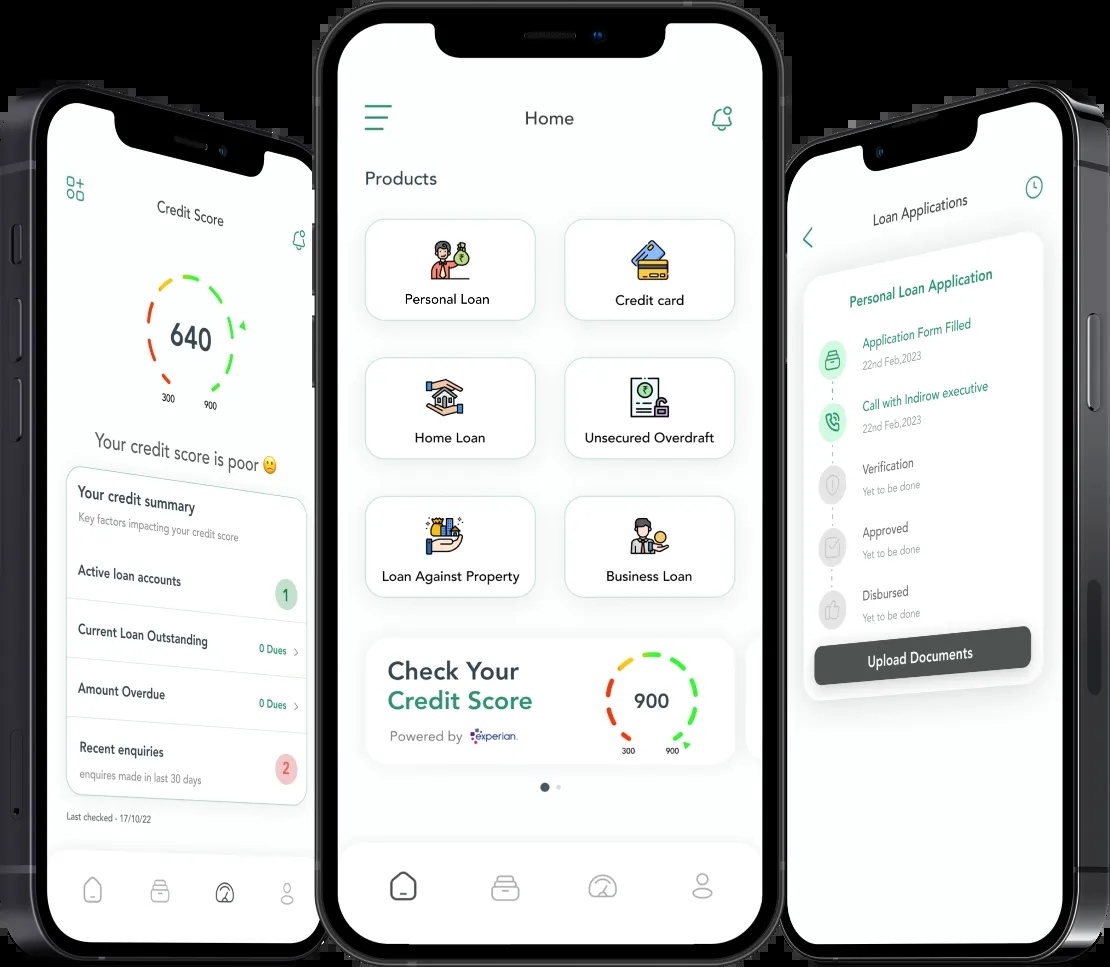 Credit Score
640
300
900
Your credit score is poor 🙁
Your credit summary
Key factors impacting your credit score
Active loan accounts
1
Current Loan Outstanding
0 Dues >
Amount Overdue
0 Dues >
Recent enquiries
enquires made in last 30 days
2
Last checked - 17/10/22
Home
Products
Personal Loan
Credit card
Home Loan
Unsecured Overdraft
Loan Against Property
Business Loan
Check Your
Credit Score
Powered by experian.
900
300
900
Loan Applications
Personal Loan Application
Application Form Filled
22nd Feb,2023
Call with Indirow executive
22nd Feb,2023
Verification
Yet to be done
Approved
Yet to be done
Disbursed
Yet to be done
Upload Documents